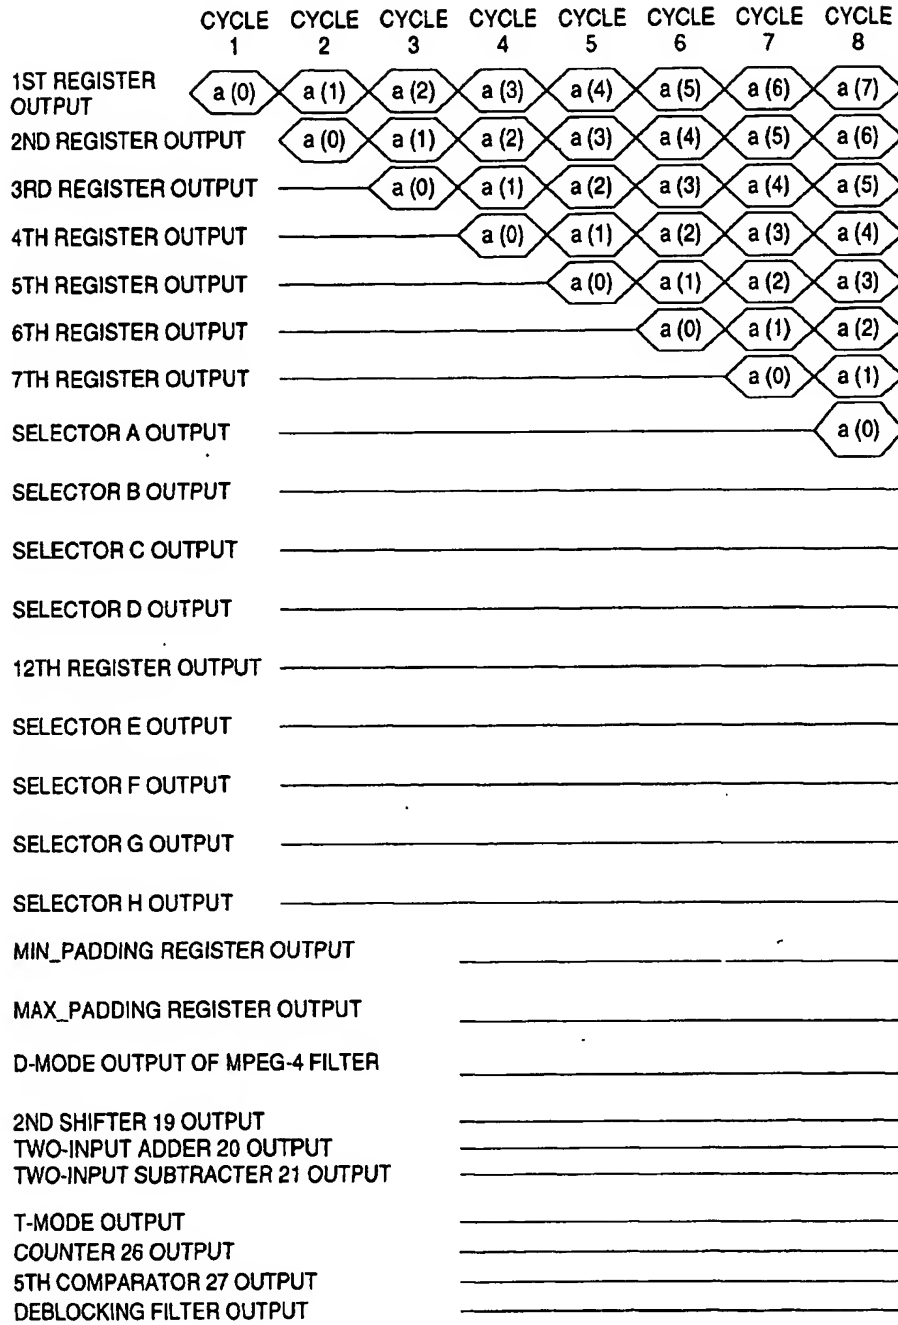 CYCLE CYCLE CYCLE CYCLE CYCLE CYCLE CYCLE CYCLE
1 2 3 4 5 6 7 8
1ST REGISTER
OUTPUT a (0) a (1) a (2) a (3) a (4) a (5) a (6) a (7)
2ND REGISTER OUTPUT a (0) a (1) a (2) a (3) a (4) a (5) a (6)
3RD REGISTER OUTPUT a (0) a (1) a (2) a (3) a (4) a (5)
4TH REGISTER OUTPUT a (0) a (1) a (2) a (3) a (4)
5TH REGISTER OUTPUT a (0) a (1) a (2) a (3)
6TH REGISTER OUTPUT a (0) a (1) a (2)
7TH REGISTER OUTPUT a (0) a (1)
SELECTOR A OUTPUT a (0)
SELECTOR B OUTPUT
SELECTOR C OUTPUT
SELECTOR D OUTPUT
12TH REGISTER OUTPUT
SELECTOR E OUTPUT
SELECTOR F OUTPUT
SELECTOR G OUTPUT
SELECTOR H OUTPUT
MIN_PADDING REGISTER OUTPUT
MAX_PADDING REGISTER OUTPUT
D-MODE OUTPUT OF MPEG-4 FILTER
2ND SHIFTER 19 OUTPUT
TWO-INPUT ADDER 20 OUTPUT
TWO-INPUT SUBTRACTER 21 OUTPUT
T-MODE OUTPUT
COUNTER 26 OUTPUT
5TH COMPARATOR 27 OUTPUT
DEBLOCKING FILTER OUTPUT